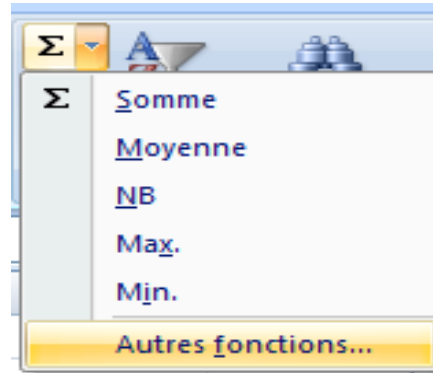 Σ
Σ Somme
Moyenne
NB
Max.
Min.
Autres fonctions...